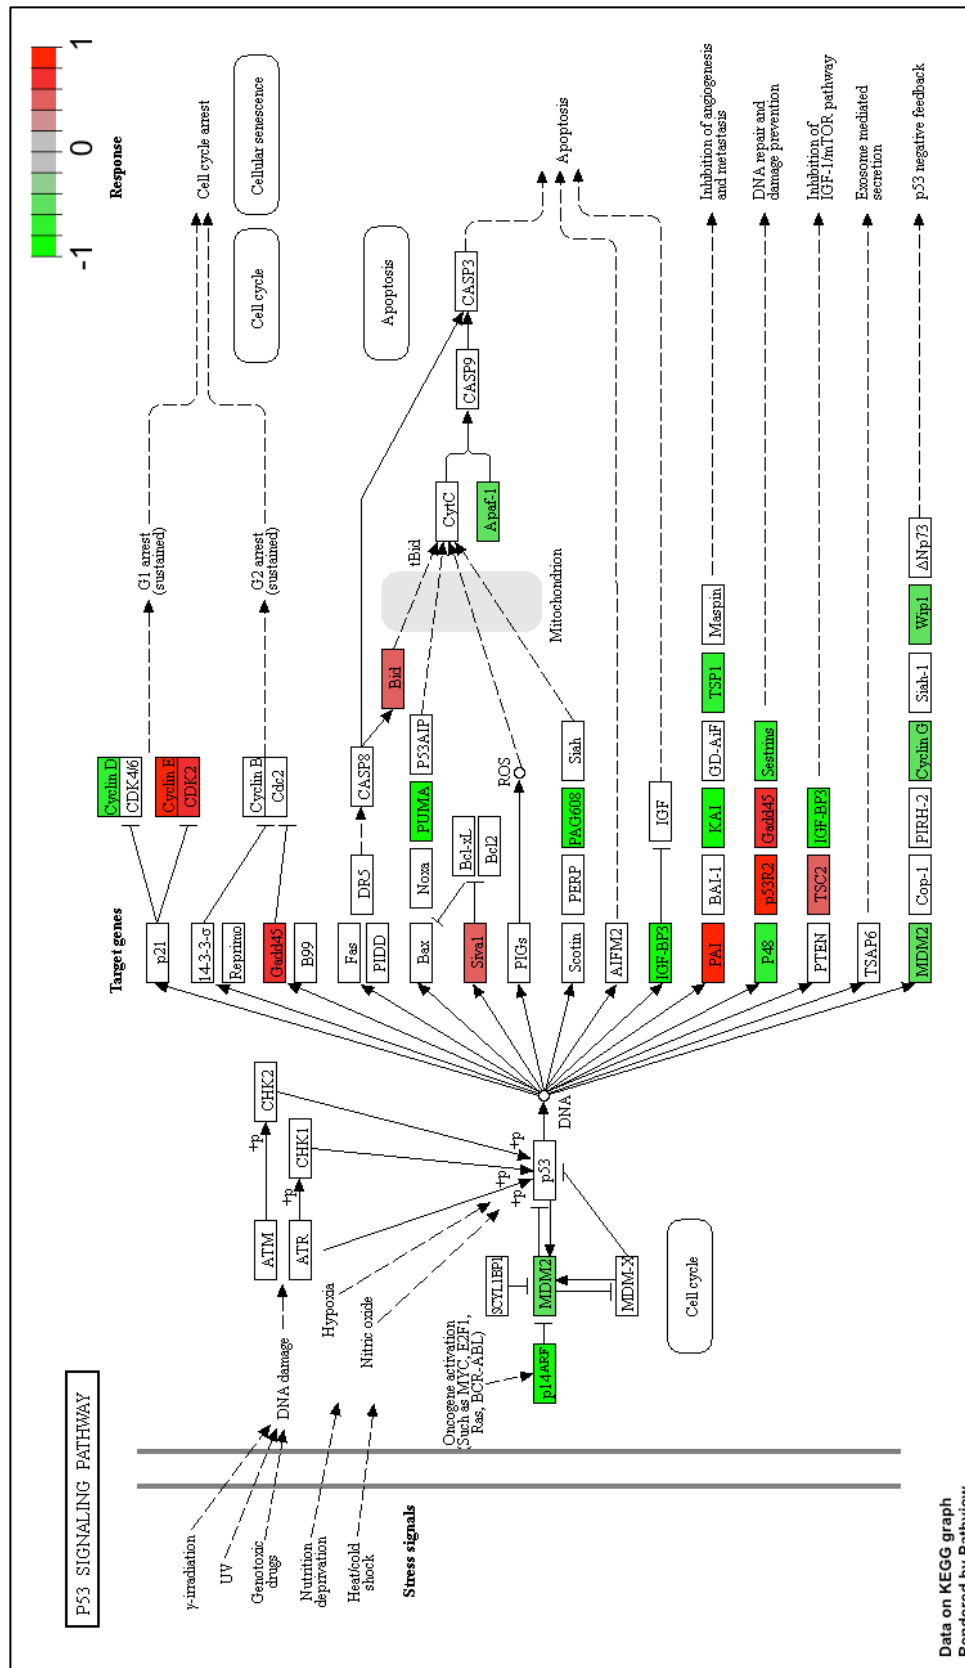 P53 SIGNALING PATHWAY
-1
0
1
Response
Target genes
γ-irradiation
UV
Genotoxic
drugs
Nutrition
deprivation
Heat/cold
shock
Stress signals
DNA damage
Hypoxia
Nitric oxide
Oncogene activation
(Such as MYC, E2F1,
Ras, BCR-ABL)
p14ARF
ATM
ATR
+p
+p
CHK2
CHK1
SCYL1BP1
MDM2
MDM-X
Cell cycle
+p
+p
+p
p53
DNA
p21
Cyclin D
CDK4/6
Cyclin E
CDK2
G1 arrest
(sustained)
Cell cycle arrest
14-3-3-σ
Reprimo
Gadd45
B99
Cyclin B
Cdc2
G2 arrest
(sustained)
Cell cycle
Cellular senescence
Fas
PIDD
DR5
CASP8
Bid
tBid
Apoptosis
Bax
Noxa
PUMA
P53AIP
Bcl-xL
Bcl2
Siva1
CytC
CASP9
CASP3
Apaf-1
Mitochondrion
PIGs
ROS
Apoptosis
Scotin
PERP
PAG608
Siah
AIFM2
IGF-BP3
IGF
PAI
BAI-1
KAI
GD-AiF
TSP1
Maspin
Inhibition of angiogenesis
and metastasis
P48
p53R2
Gadd45
Sestrins
DNA repair and
damage prevention
PTEN
TSC2
IGF-BP3
Inhibition of
IGF-1/mTOR pathway
TSAP6
Exosome mediated
secretion
MDM2
Cop-1
PIRH-2
Cyclin G
Siah-1
Wip1
ΔNp73
p53 negative feedback
Data on KEGG graph
Rendered by Pathview